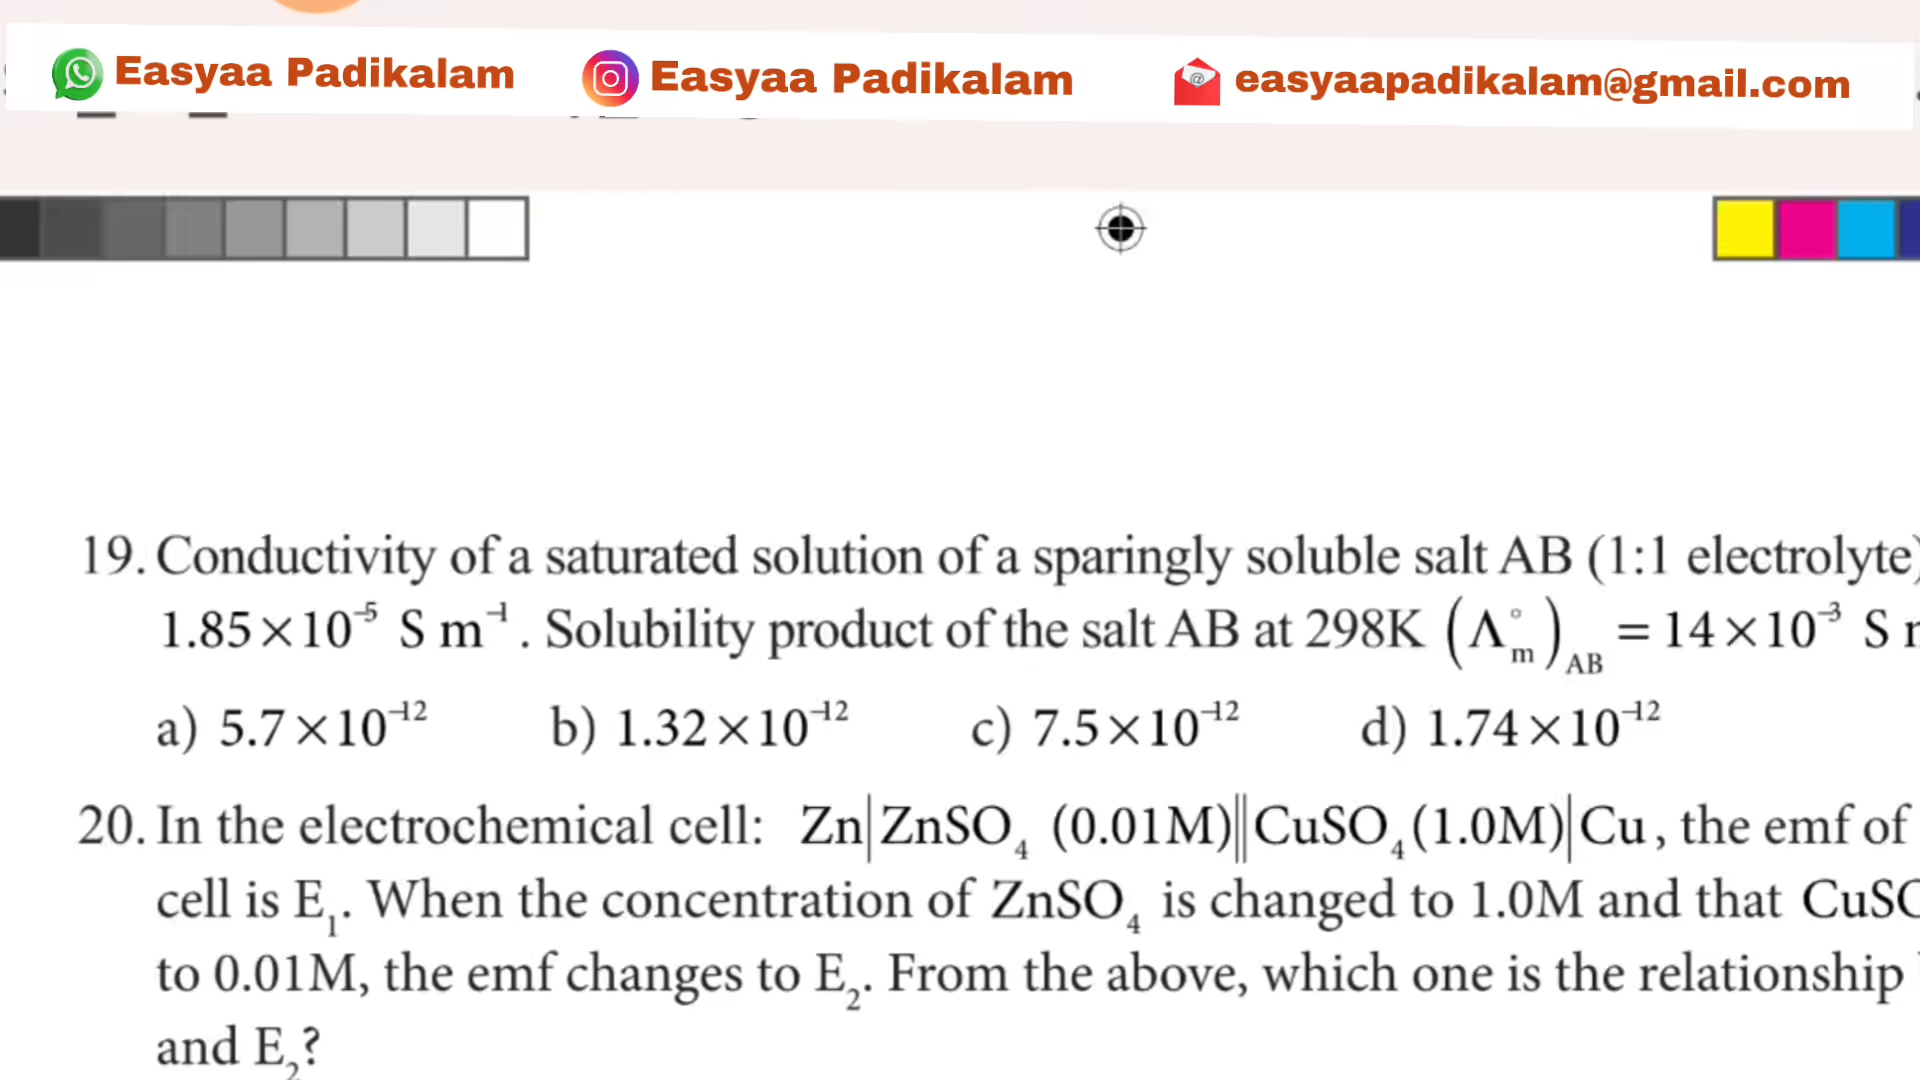 Easyaa Padikalam Easyaa Padikalam easyaapadikalam@gmail.com
19. Conductivity of a saturated solution of a sparingly soluble salt AB (1:1 electrolyte)
1.85×10⁻⁵ S m⁻¹. Solubility product of the salt AB at 298K (Λ°m)AB = 14×10⁻³ S
a) 5.7×10⁻¹² b) 1.32×10⁻¹² c) 7.5×10⁻¹² d) 1.74×10⁻¹²
20. In the electrochemical cell: Zn|ZnSO₄ (0.01M)||CuSO₄(1.0M)|Cu, the emf of
cell is E₁. When the concentration of ZnSO₄ is changed to 1.0M and that CuSO
to 0.01M, the emf changes to E₂. From the above, which one is the relationship
and E₂?